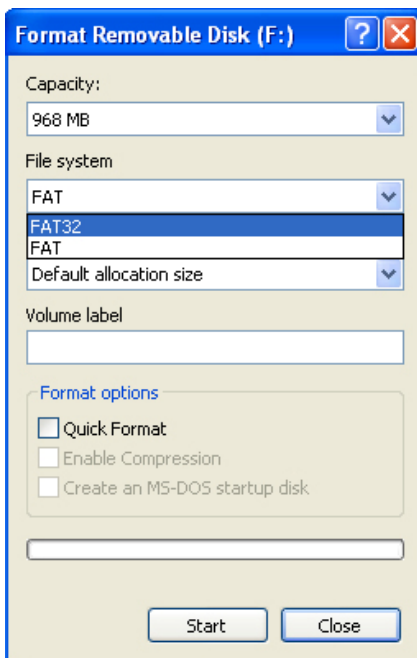 Format Removable Disk (F:)
Capacity:
968 MB
File system
FAT
FAT32
FAT
Default allocation size
Volume label
Format options
Quick Format
Enable Compression
Create an MS-DOS startup disk
Start Close